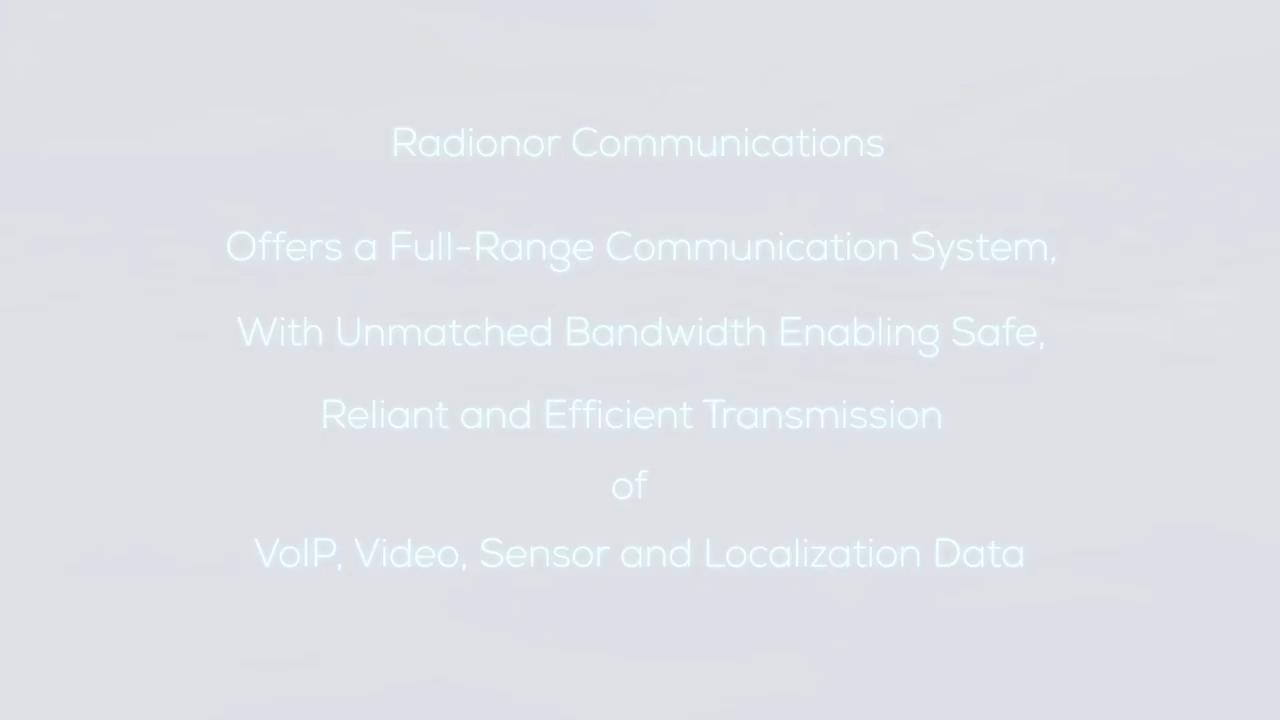 Radionor Communications
Offers a Full-Range Communication System,
With Unmatched Bandwidth Enabling Safe,
Reliant and Efficient Transmission
of
VoIP, Video, Sensor and Localization Data